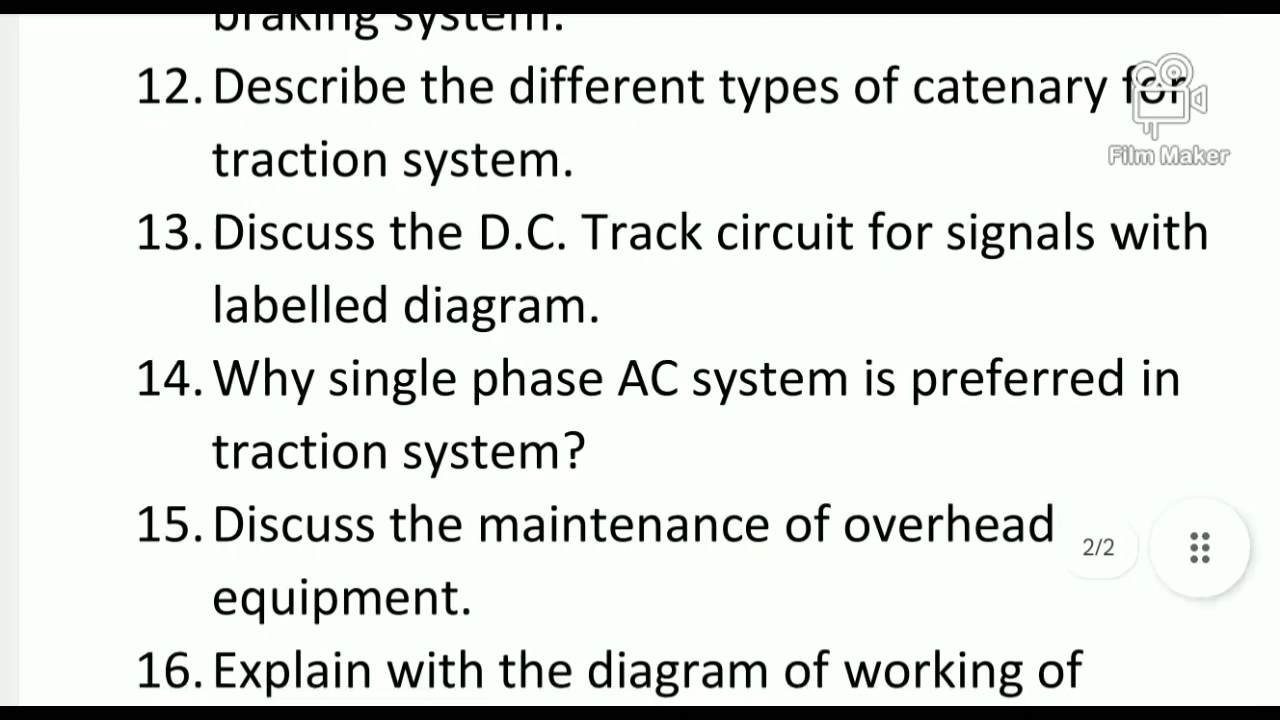 braking system.
12. Describe the different types of catenary for
traction system.
Film Maker
13. Discuss the D.C. Track circuit for signals with
labelled diagram.
14. Why single phase AC system is preferred in
traction system?
15. Discuss the maintenance of overhead
2/2
equipment.
16. Explain with the diagram of working of